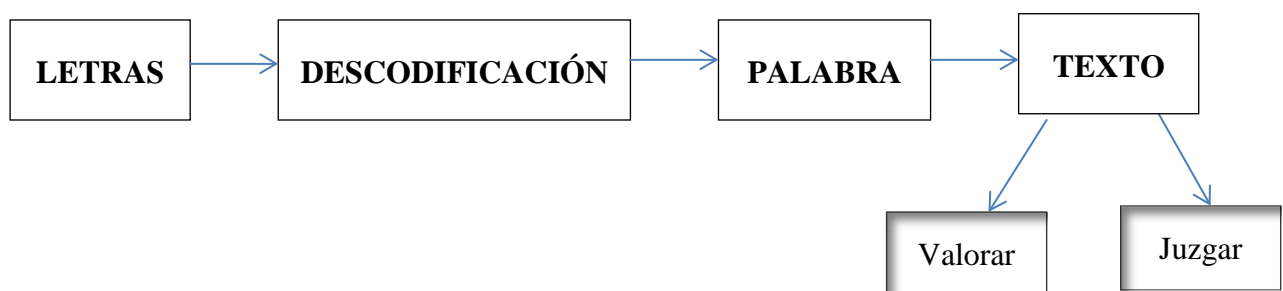 LETRAS
DESCODIFICACIÓN
PALABRA
TEXTO
Valorar
Juzgar